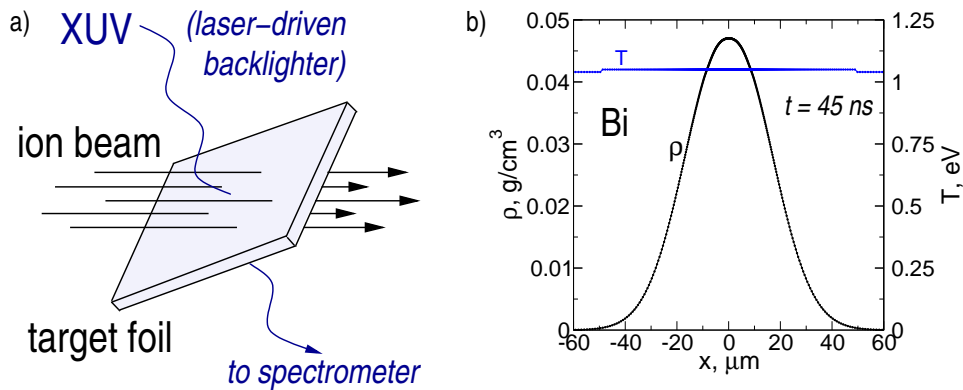 a)
XUV
(laser–driven
backlighter)
ion beam
target foil
to spectrometer
b)
0.05
0.04
0.03
0.02
0.01
0
ρ, g/cm³
1.25
1
0.75
0.5
0.25
0
T, eV
T
t = 45 ns
Bi
ρ
-60 -40 -20 0 20 40 60
x, μm